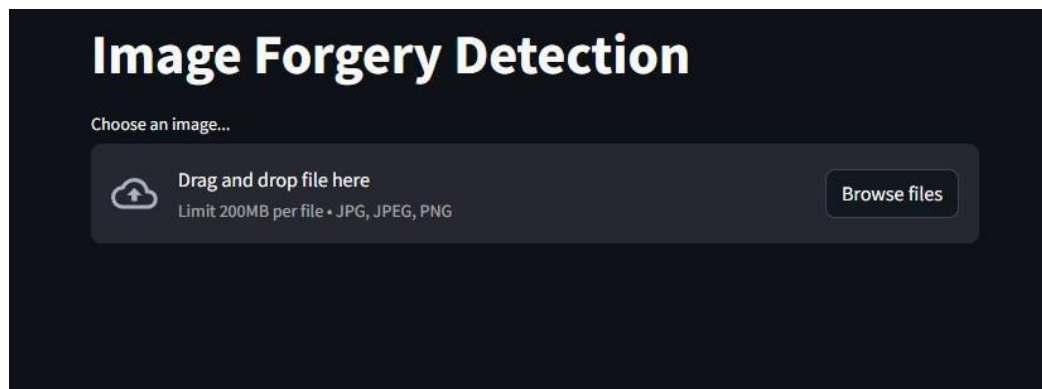 Image Forgery Detection
Choose an image...
Drag and drop file here
Limit 200MB per file • JPG, JPEG, PNG
Browse files